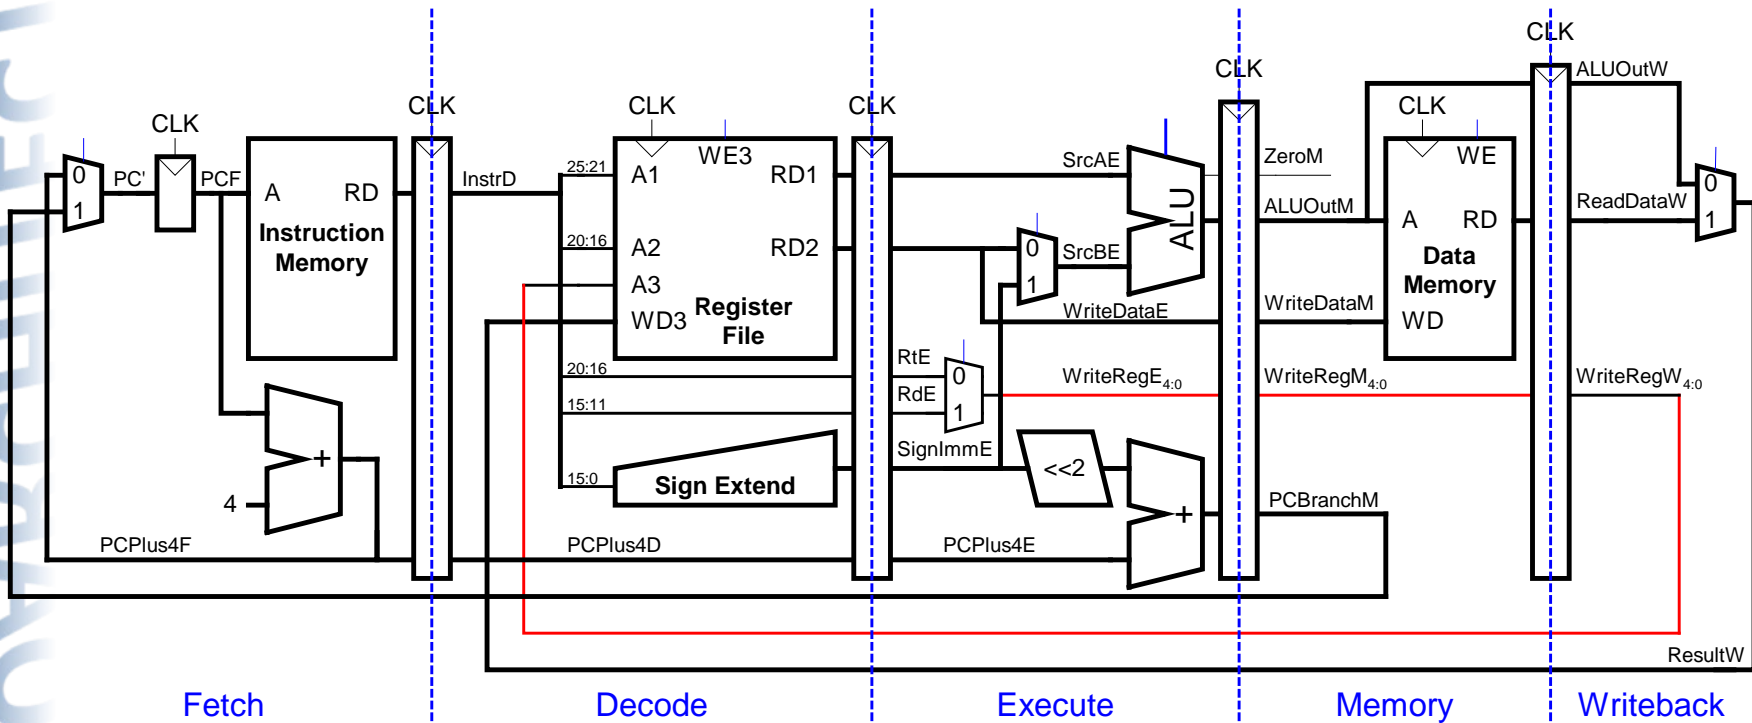 CLK
CLK
ALUOutW
CLK
CLK
CLK
CLK
CLK
WE3
WE
0
1
PC'
PCF
A
RD
Instruction
Memory
InstrD
25:21
A1
RD1
20:16
A2
RD2
A3
WD3
Register
File
SrcAE
0
1
SrcBE
ALU
ZeroM
ALUOutM
A
RD
Data
Memory
WD
0
1
ReadDataW
WriteDataE
WriteDataM
20:16
RtE
0
15:11
RdE
1
WriteRegE4:0
WriteRegM4:0
WriteRegW4:0
SignImmE
15:0
Sign Extend
<<2
+
4
+
PCBranchM
PCPlus4F
PCPlus4D
PCPlus4E
ResultW
Fetch
Decode
Execute
Memory
Writeback